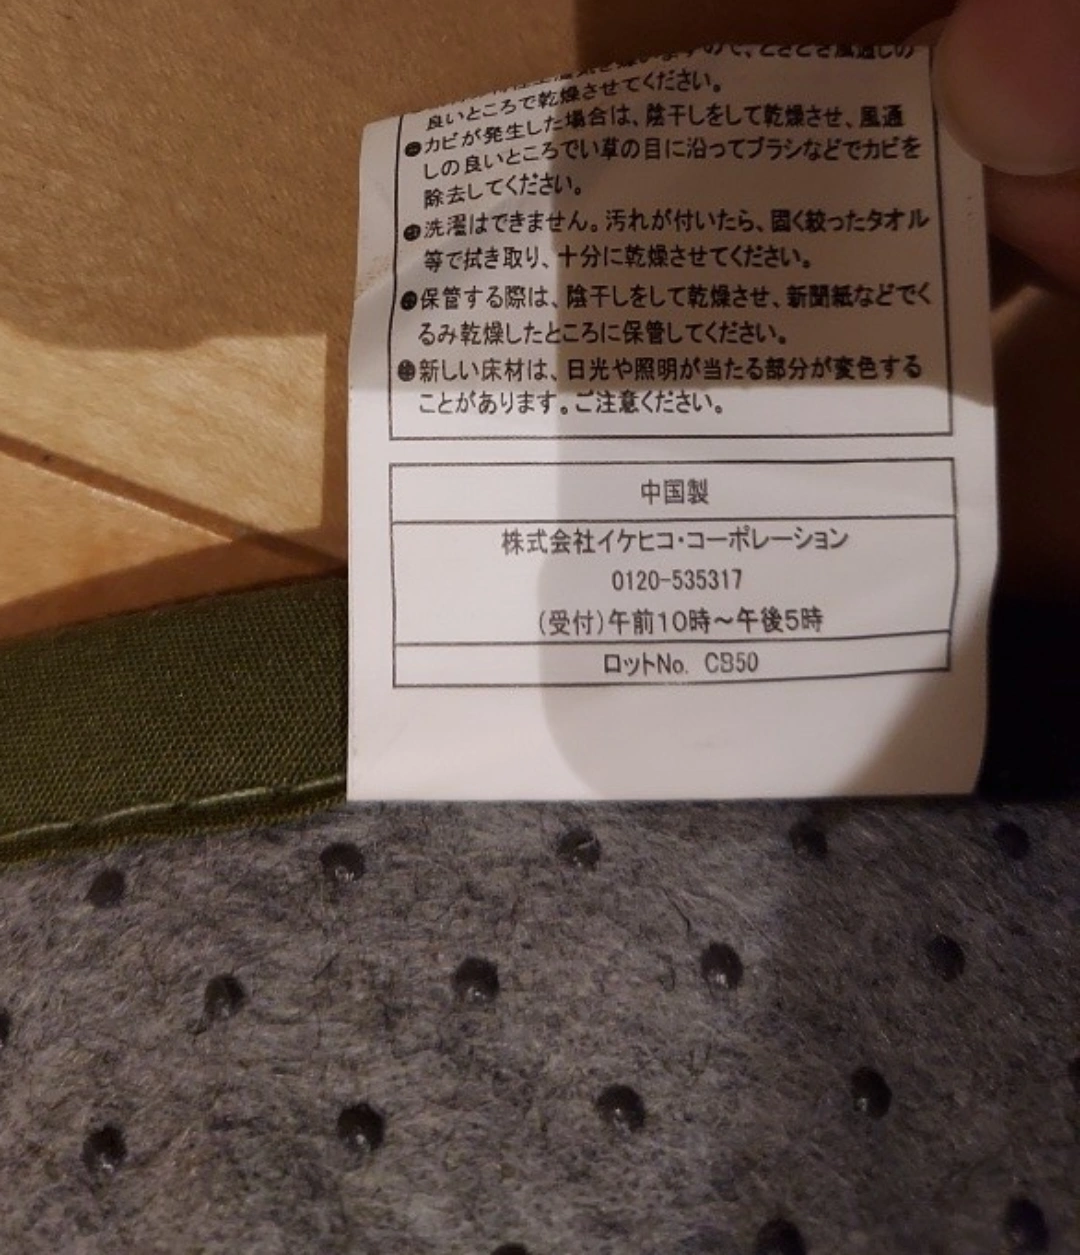 ので、ときどき風通しの
良いところで乾燥させてください。
●カビが発生した場合は、陰干しをして乾燥させ、風通
しの良いところでい草の目に沿ってブラシなどでカビを
除去してください。
●洗濯はできません。汚れが付いたら、固く絞ったタオル
等で拭き取り、十分に乾燥させてください。
●保管する際は、陰干しをして乾燥させ、新聞紙などでく
るみ乾燥したところに保管してください。
●新しい床材は、日光や照明が当たる部分が変色する
ことがあります。ご注意ください。
中国製
株式会社イケヒコ・コーポレーション
0120-535317
(受付)午前10時～午後5時
ロットNo. CB50